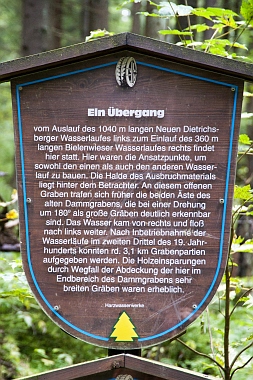 Ein Übergang
vom Auslauf des 1040 m langen Neuen Dietrichs-
berger Wasserlaufes links zum Einlauf des 360 m
langen Bielenwieser Wasserlaufes rechts findet
hier statt. Hier waren die Ansatzpunkte, um
sowohl den einen als auch den anderen Wasser-
lauf zu bauen. Die Halde des Ausbruchmaterials
liegt hinter dem Betrachter. An diesem offenen
Graben trafen sich früher die beiden Äste des
alten Dammgrabens, die bei einer Drehung
um 180° als große Gräben deutlich erkennbar
sind. Das Wasser kam von rechts und floß
nach links weiter. Nach Inbetriebnahme der
Wasserläufe im zweiten Drittel des 19. Jahr-
hunderts konnten rd. 3,1 km Grabenpartien
aufgegeben werden. Die Holzeinsparungen
durch Wegfall der Abdeckung der hier im
Endbereich des Dammgrabens sehr
breiten Gräben waren erheblich.
Harzwasserwerke